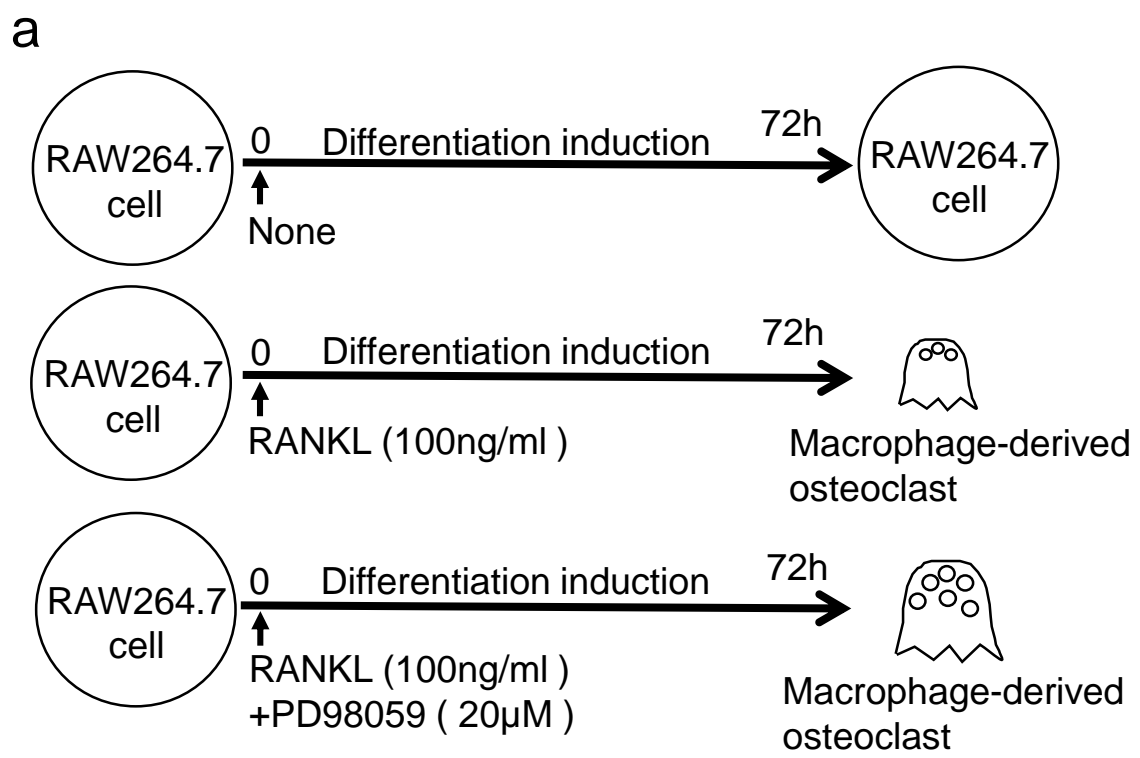 a
RAW264.7
cell
0
Differentiation induction
72h
None
RAW264.7
cell
RAW264.7
cell
0
Differentiation induction
72h
RANKL (100ng/ml )
Macrophage-derived
osteoclast
RAW264.7
cell
0
Differentiation induction
72h
RANKL (100ng/ml )
+PD98059 ( 20μM )
Macrophage-derived
osteoclast